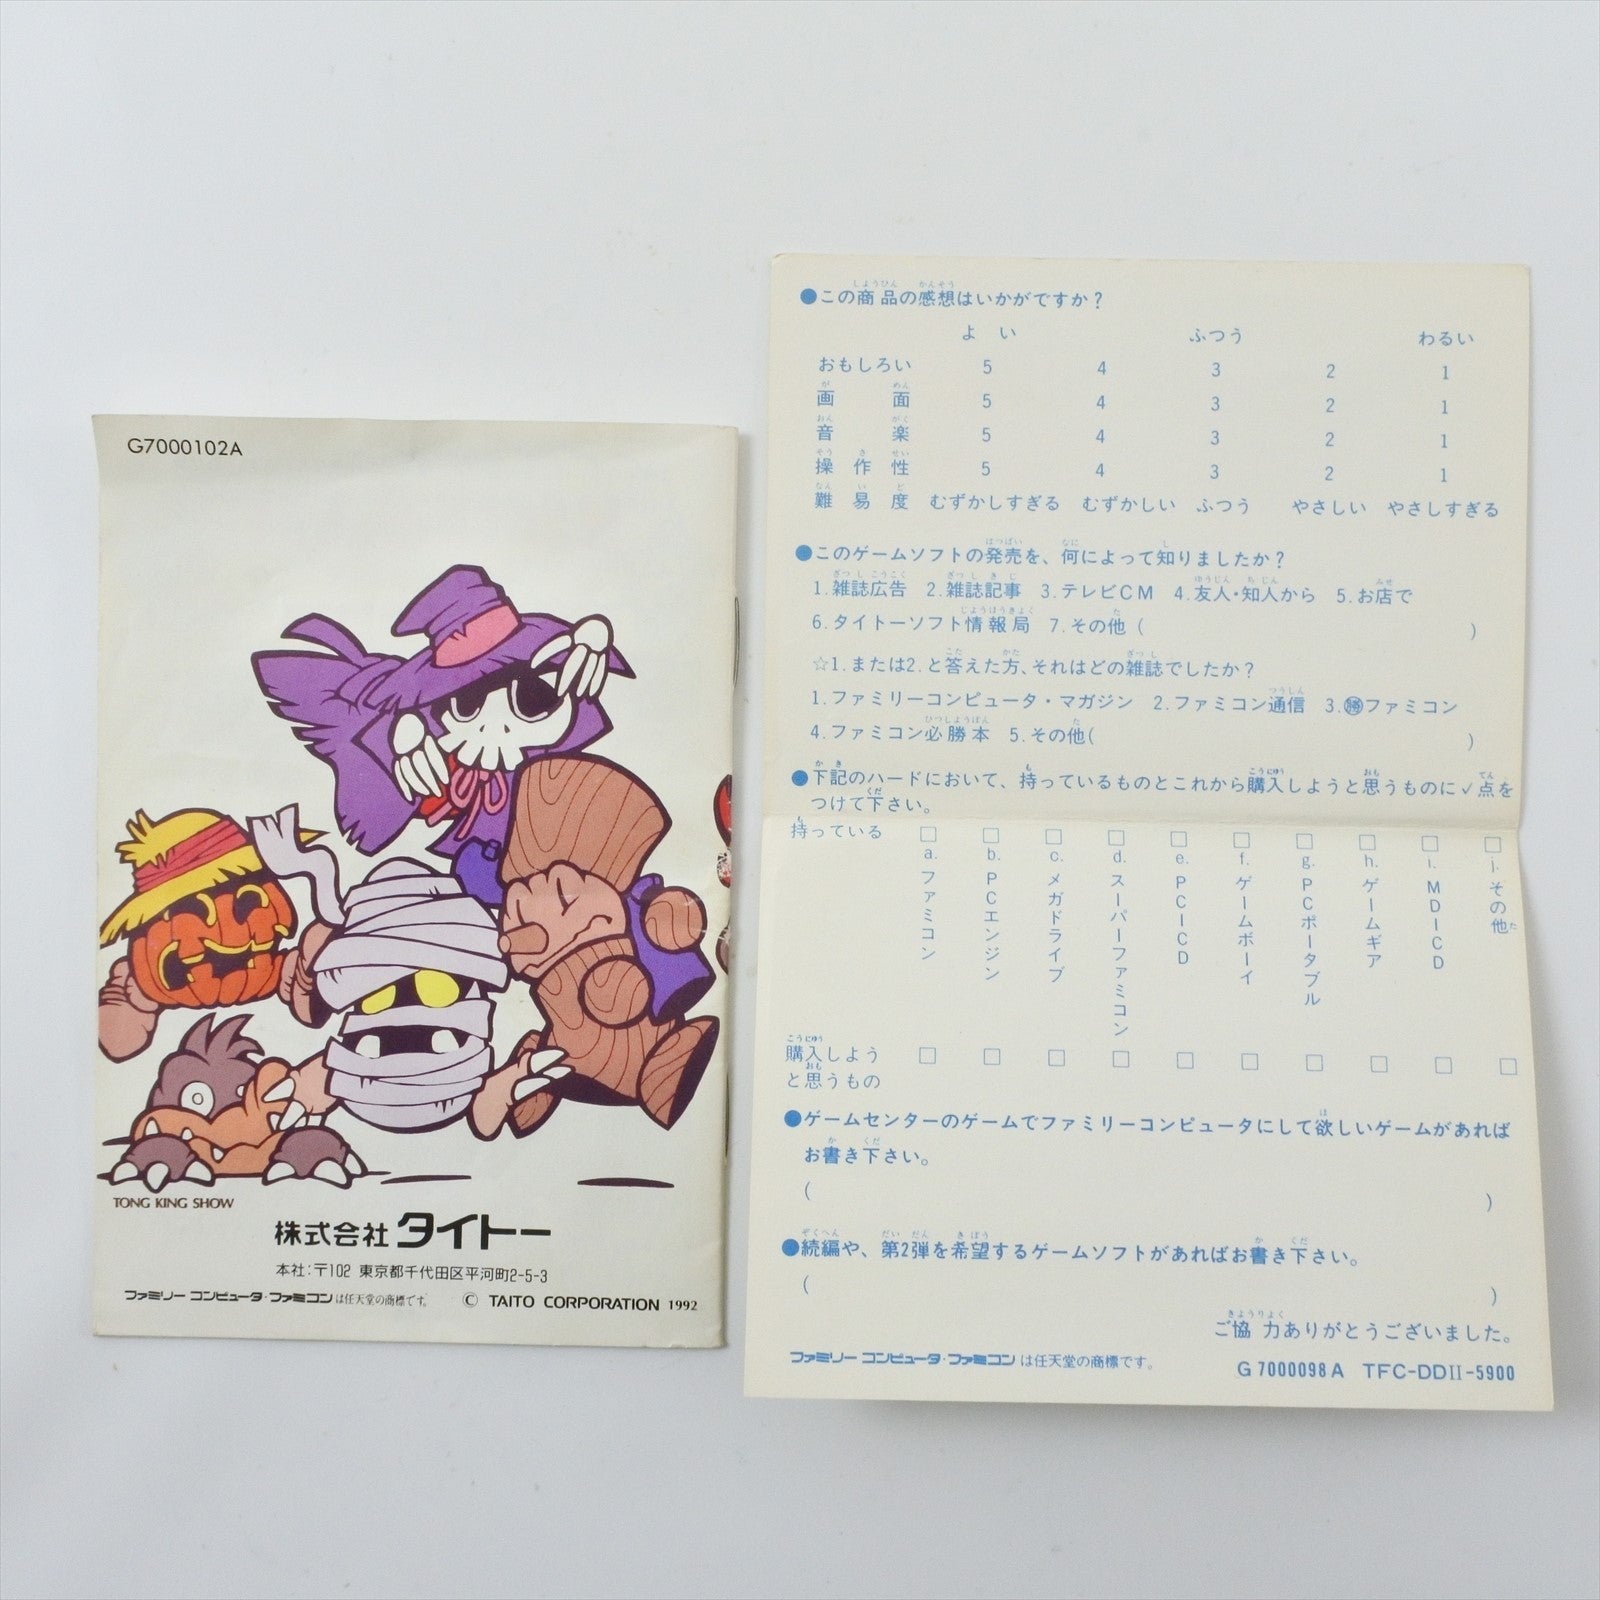 G7000102A
TONG KING SHOW
株式会社 タイトー
本社：〒102 東京都千代田区平河町2-5-3
ファミリー コンピュータ・ファミコン は任天堂の商標です。 © TAITO CORPORATION 1992
●この商品の感想はいかがですか？
よい ふつう わるい
おもしろい 5 4 3 2 1
画面 5 4 3 2 1
音楽 5 4 3 2 1
操作性 5 4 3 2 1
難易度 むずかしすぎる むずかしい ふつう やさしい やさしすぎる
●このゲームソフトの発売を、何によって知りましたか？
1.雑誌広告 2.雑誌記事 3.テレビCM 4.友人・知人から 5.お店で
6.タイトーソフト情報局 7.その他 ( )
☆1.または2.と答えた方、それはどの雑誌でしたか？
1.ファミリーコンピュータ・マガジン 2.ファミコン通信 3.㊝ファミコン
4.ファミコン必勝本 5.その他( )
●下記のハードにおいて、持っているものとこれから購入しようと思うものに✓点を
つけて下さい。
持っている □ □ □ □ □ □ □ □ □ □
a.ファミコン
b.PCエンジン
c.メガドライブ
d.スーパーファミコン
e.PCICD
f.ゲームボーイ
g.PCポータブル
h.ゲームギア
i.MDICD
j.その他
購入しよう □ □ □ □ □ □ □ □ □ □
と思うもの
●ゲームセンターのゲームでファミリーコンピュータにして欲しいゲームがあれば
お書き下さい。
( )
●続編や、第2弾を希望するゲームソフトがあればお書き下さい。
( )
ご協力ありがとうございました。
ファミリー コンピュータ・ファミコン は任天堂の商標です。 G7000098A TFC-DDII-5900